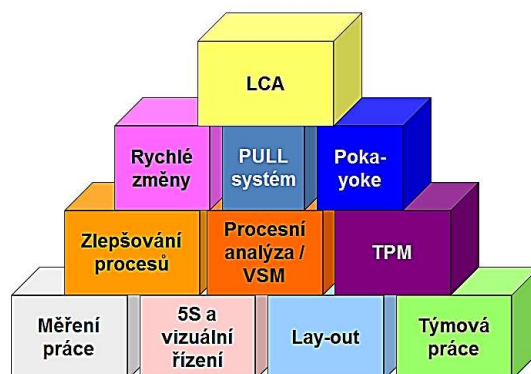 LCA
Rychlé
změny
PULL
systém
Poka-
yoke
Zlepšování
procesů
Procesní
analýza /
VSM
TPM
Měření
práce
5S a
vizuální
řízení
Lay-out
Týmová
práce